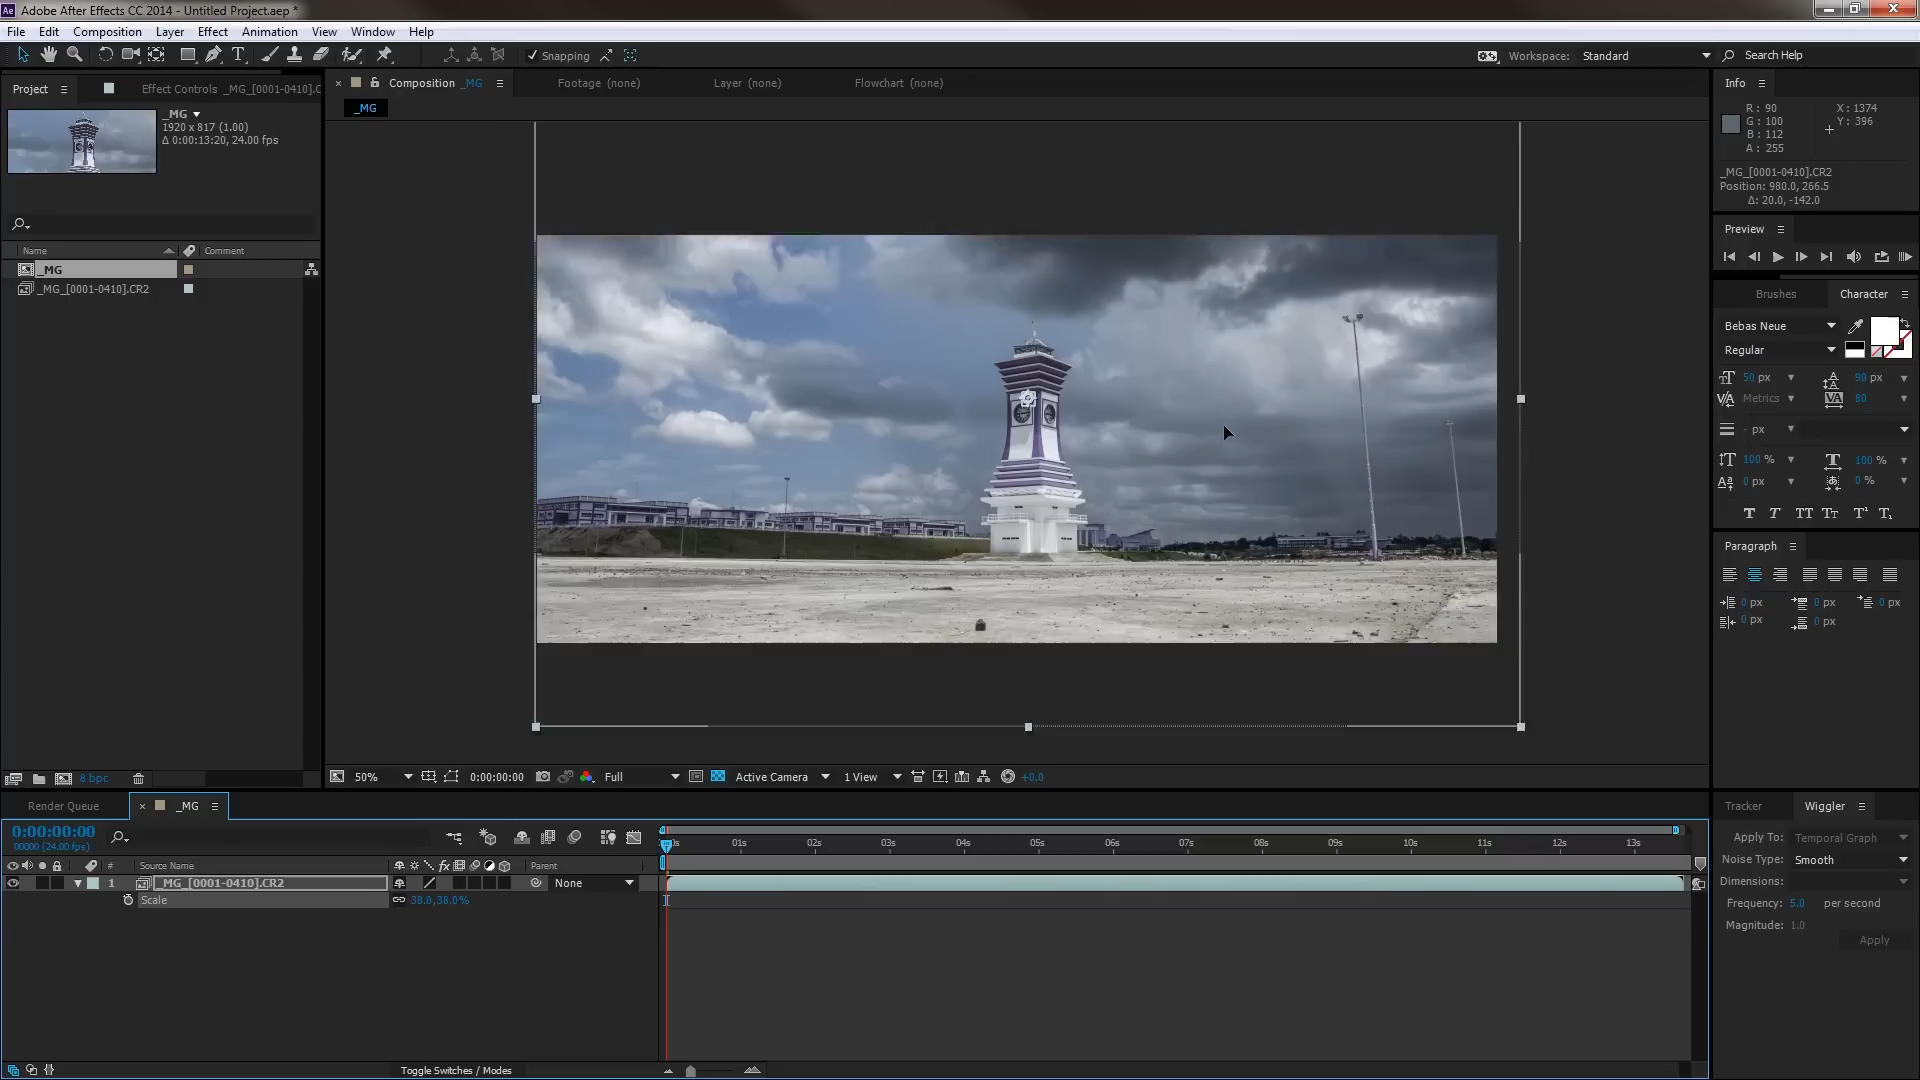 Adobe After Effects CC 2014 - Untitled Project.aep *
File Edit Composition Layer Effect Animation View Window Help
Snapping
Workspace: Standard
Search Help
Project
Effect Controls _MG_[0001-0410].C
_MG
1920 x 817 (1.00)
Δ 0:00:13:20, 24.00 fps
Name Comment
_MG
_MG_[0001-0410].CR2
8 bpc
Composition _MG
Footage (none)
Layer (none)
Flowchart (none)
_MG
50%
0:00:00:00
Full
Active Camera
1 View
+0.0
Info
R : 90
G : 100
B : 112
A : 255
X : 1374
Y : 396
_MG_[0001-0410].CR2
Position: 980.0, 266.5
Δ: 20.0, -142.0
Preview
Brushes Character
Bebas Neue
Regular
50 px
90 px
Metrics
80
- px
100 %
100 %
0 px
0 %
Paragraph
0 px 0 px 0 px
0 px 0 px
Render Queue
_MG
0:00:00:00
00000 (24.00 fps)
# Source Name
fx
Parent
1 _MG_[0001-0410].CR2
None
Scale
38.0,38.0%
01s 02s 03s 04s 05s 06s 07s 08s 09s 10s 11s 12s 13s
Toggle Switches / Modes
Tracker Wiggler
Apply To: Temporal Graph
Noise Type: Smooth
Dimensions:
Frequency: 5.0 per second
Magnitude: 1.0
Apply